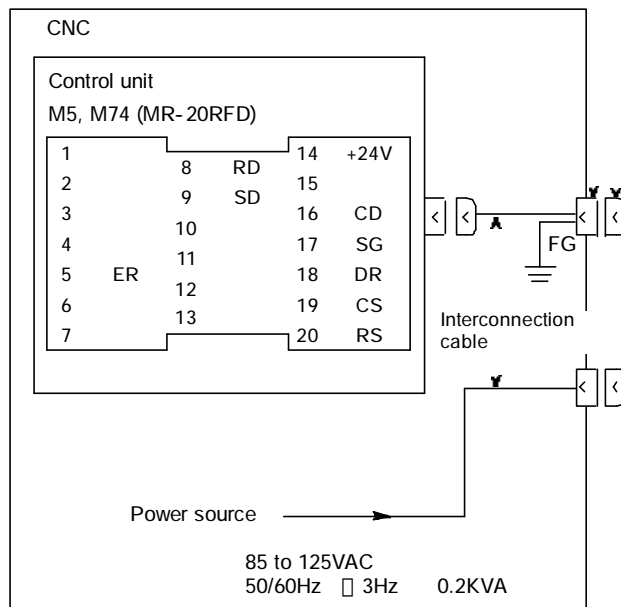 CNC
Control unit
M5, M74 (MR-20RFD)
1 14 +24V
8 RD
2 15
9 SD
3 16 CD
10
4 17 SG
11
5 ER 18 DR
12
6 19 CS
13
7 20 RS
FG
Interconnection
cable
Power source
85 to 125VAC
50/60Hz ▯ 3Hz 0.2KVA